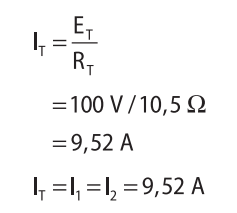 I_T = E_T / R_T
= 100 V / 10,5 Ω
= 9,52 A
I_T = I_1 = I_2 = 9,52 A